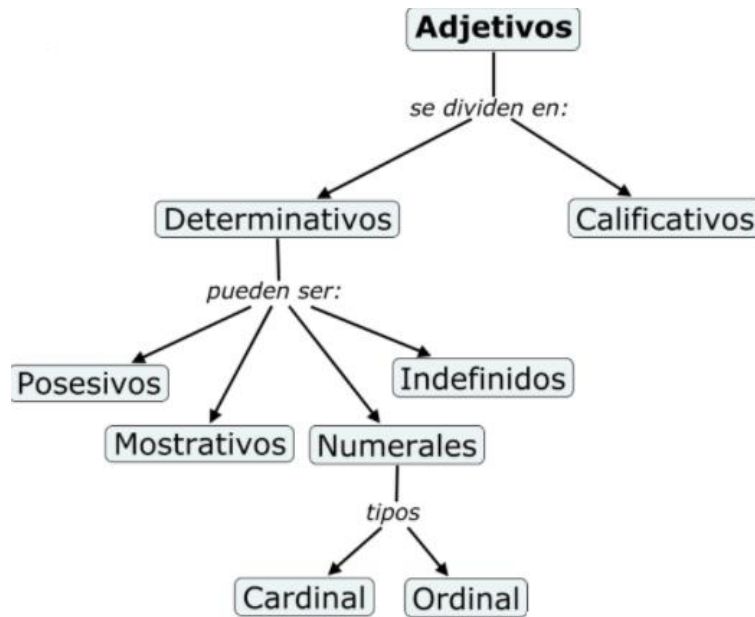 Adjetivos
se dividen en:
Determinativos
Calificativos
pueden ser:
Posesivos
Indefinidos
Mostrativos
Numerales
tipos
Cardinal
Ordinal